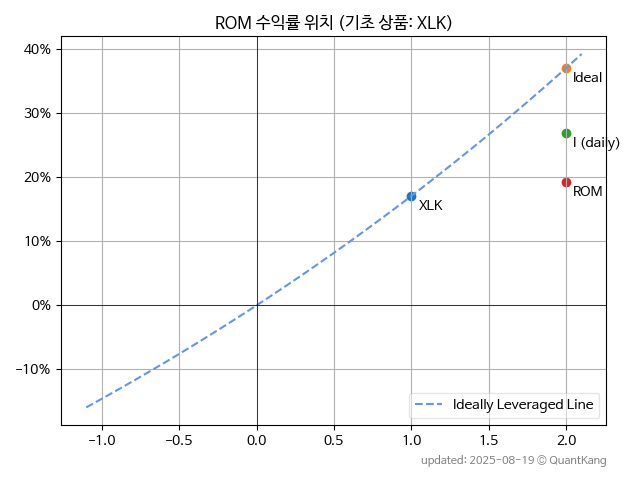 ROM 수익률 위치 (기초 상품: XLK)
40%
30%
20%
10%
0%
−10%
Ideal
I (daily)
ROM
XLK
Ideally Leveraged Line
−1.0
−0.5
0.0
0.5
1.0
1.5
2.0
updated: 2025-08-19 © QuantKang